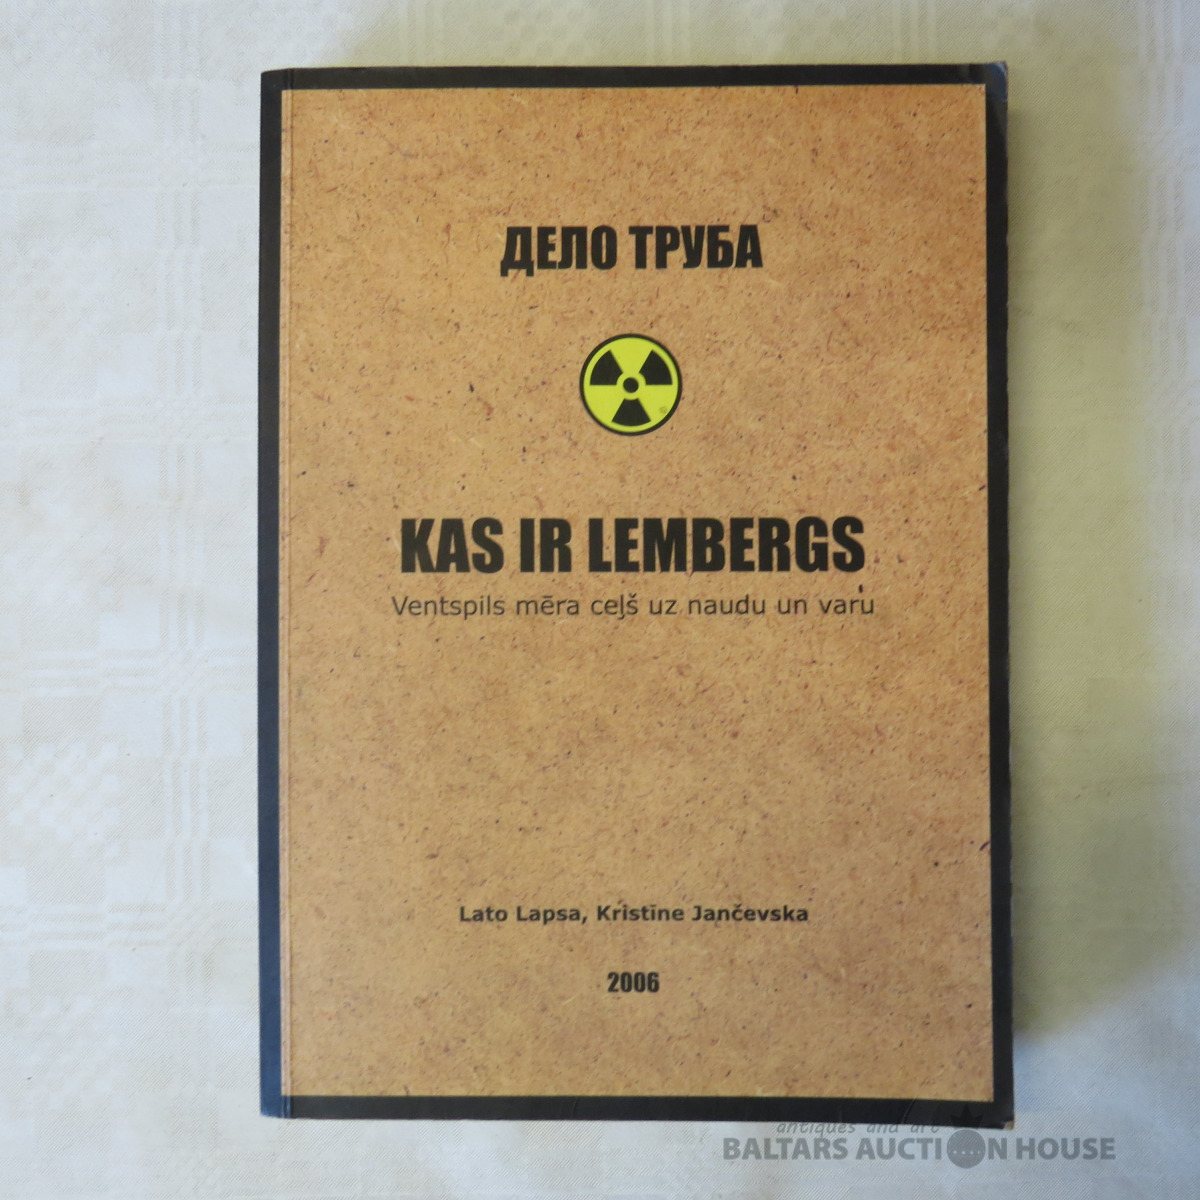 ДЕЛО ТРУБА
KAS IR LEMBERGS
Ventspils mēra ceļš uz naudu un varu
Lato Lapsa, Kristīne Jančevska
2006
antiques and art
BALTARS AUCTION HOUSE